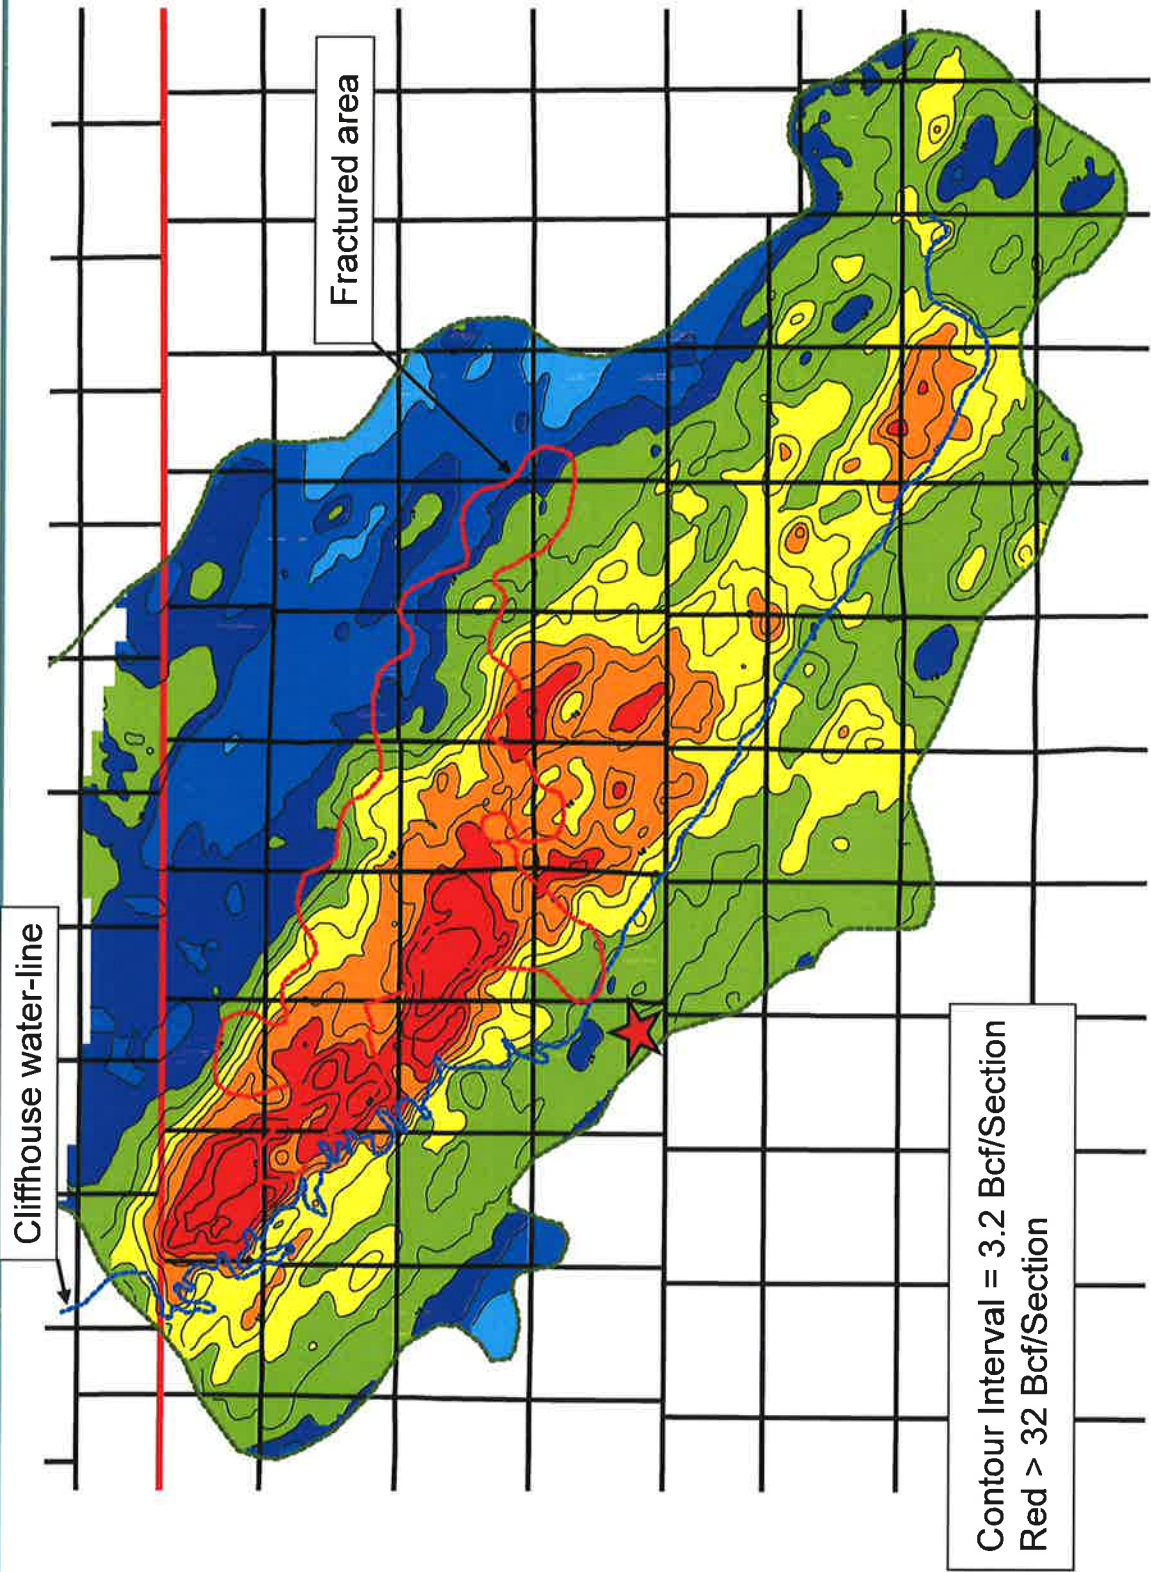 Cliffhouse water-line
Fractured area
Contour Interval = 3.2 Bcf/Section
Red > 32 Bcf/Section